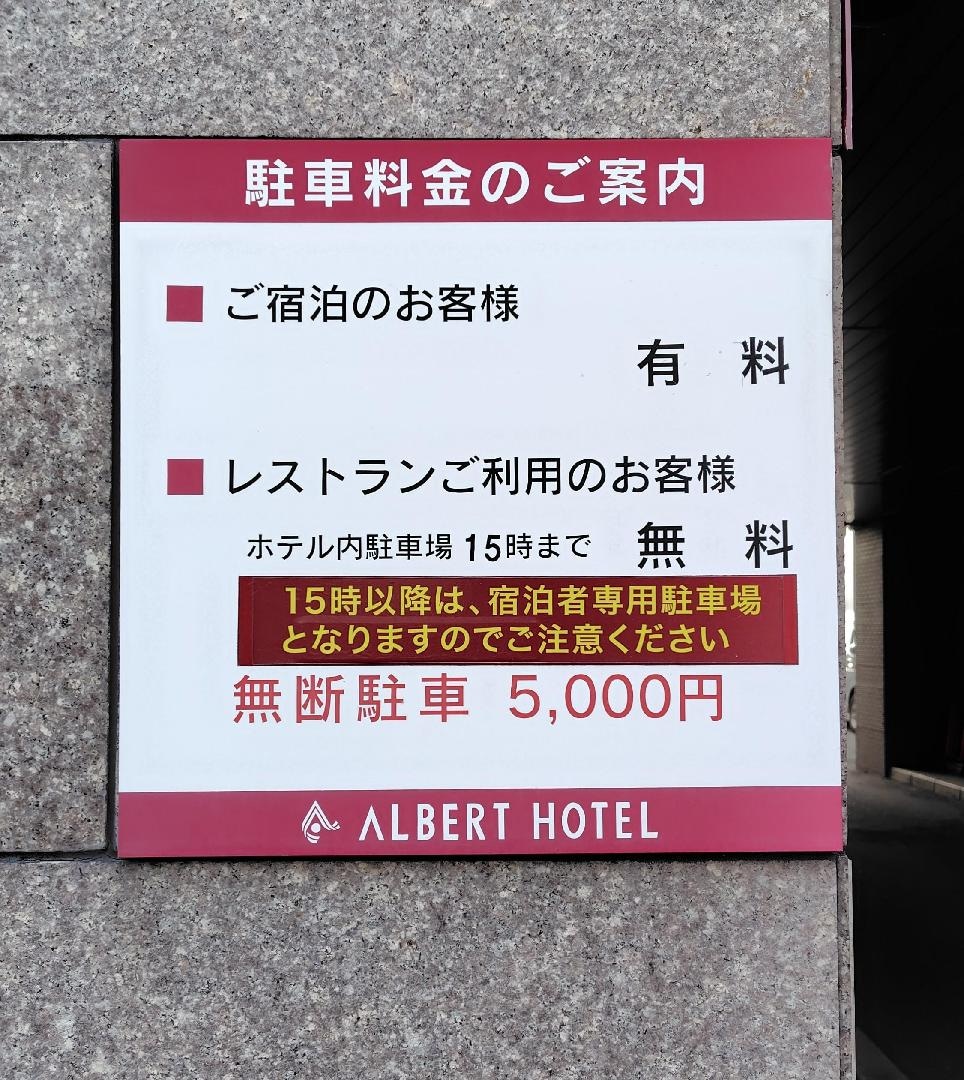 駐車料金のご案内
■ ご宿泊のお客様
有 料
■ レストランご利用のお客様
ホテル内駐車場 15時まで 無 料
15時以降は、宿泊者専用駐車場
となりますのでご注意ください
無断駐車 5,000円
ALBERT HOTEL